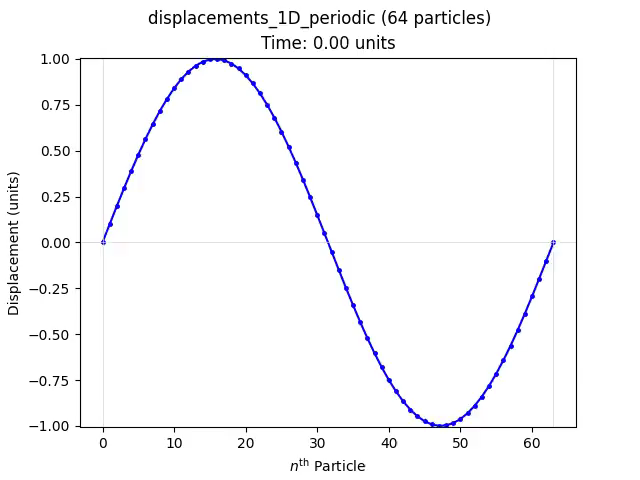 displacements_1D_periodic (64 particles)
Time: 0.00 units
1.00
0.75
0.50
0.25
0.00
−0.25
−0.50
−0.75
−1.00
Displacement (units)
0 10 20 30 40 50 60
nth Particle